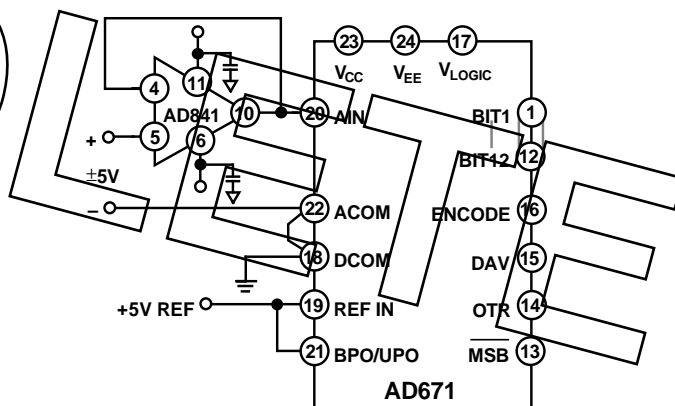 23 24 17
VCC VEE VLOGIC
4 11 10 20 AIN BIT1 1
AD841
+ 5 6 BIT12 12
±5V
– 22 ACOM ENCODE 16
18 DCOM DAV 15
+5V REF 19 REF IN OTR 14
21 BPO/UPO MSB 13
AD671
LETE